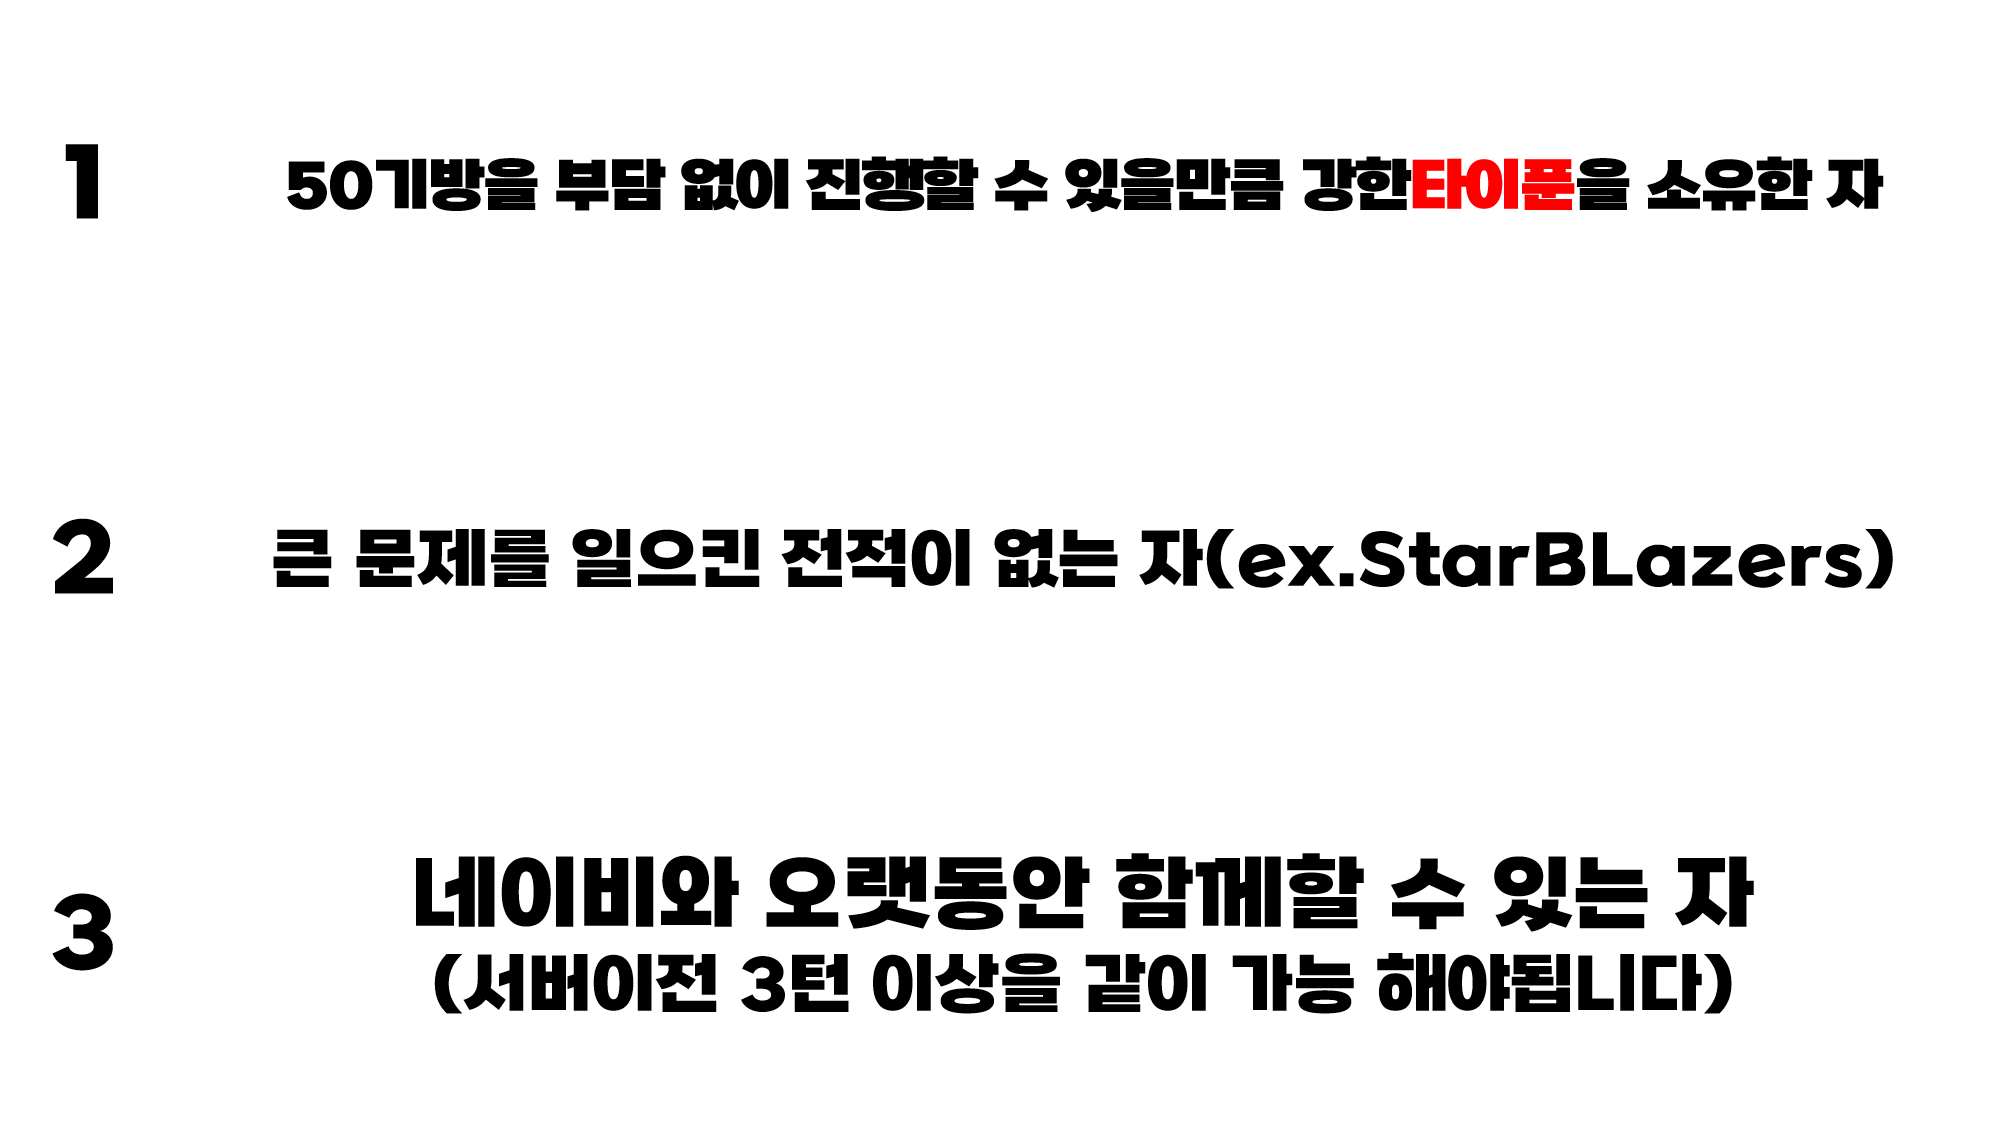 1 50기방을 부담 없이 진행할 수 있을만큼 강한타이푼을 소유한 자
2 큰 문제를 일으킨 전적이 없는 자(ex.StarBLazers)
3 네이비와 오랫동안 함께할 수 있는 자
(서버이전 3턴 이상을 같이 가능 해야됩니다)